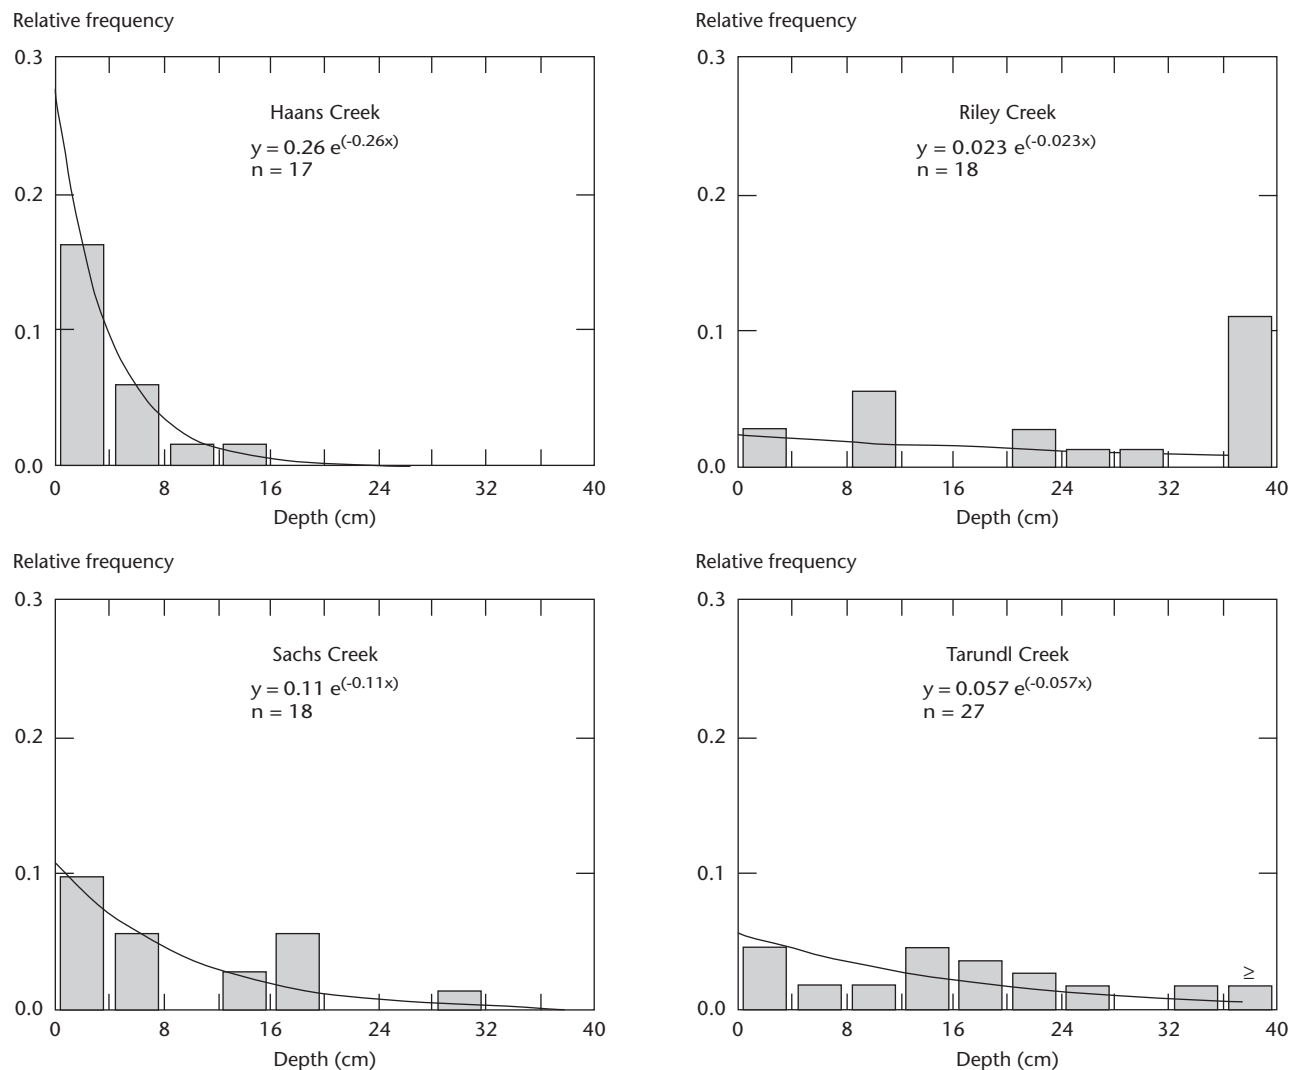 Relative frequency
0.3
0.2
0.1
0.0
Haans Creek
y = 0.26 e(-0.26x)
n = 17
0 8 16 24 32 40
Depth (cm)
Relative frequency
0.3
0.2
0.1
0.0
Riley Creek
y = 0.023 e(-0.023x)
n = 18
0 8 16 24 32 40
Depth (cm)
Relative frequency
0.3
0.2
0.1
0.0
Sachs Creek
y = 0.11 e(-0.11x)
n = 18
0 8 16 24 32 40
Depth (cm)
Relative frequency
0.3
0.2
0.1
0.0
Tarundl Creek
y = 0.057 e(-0.057x)
n = 27
≥
0 8 16 24 32 40
Depth (cm)